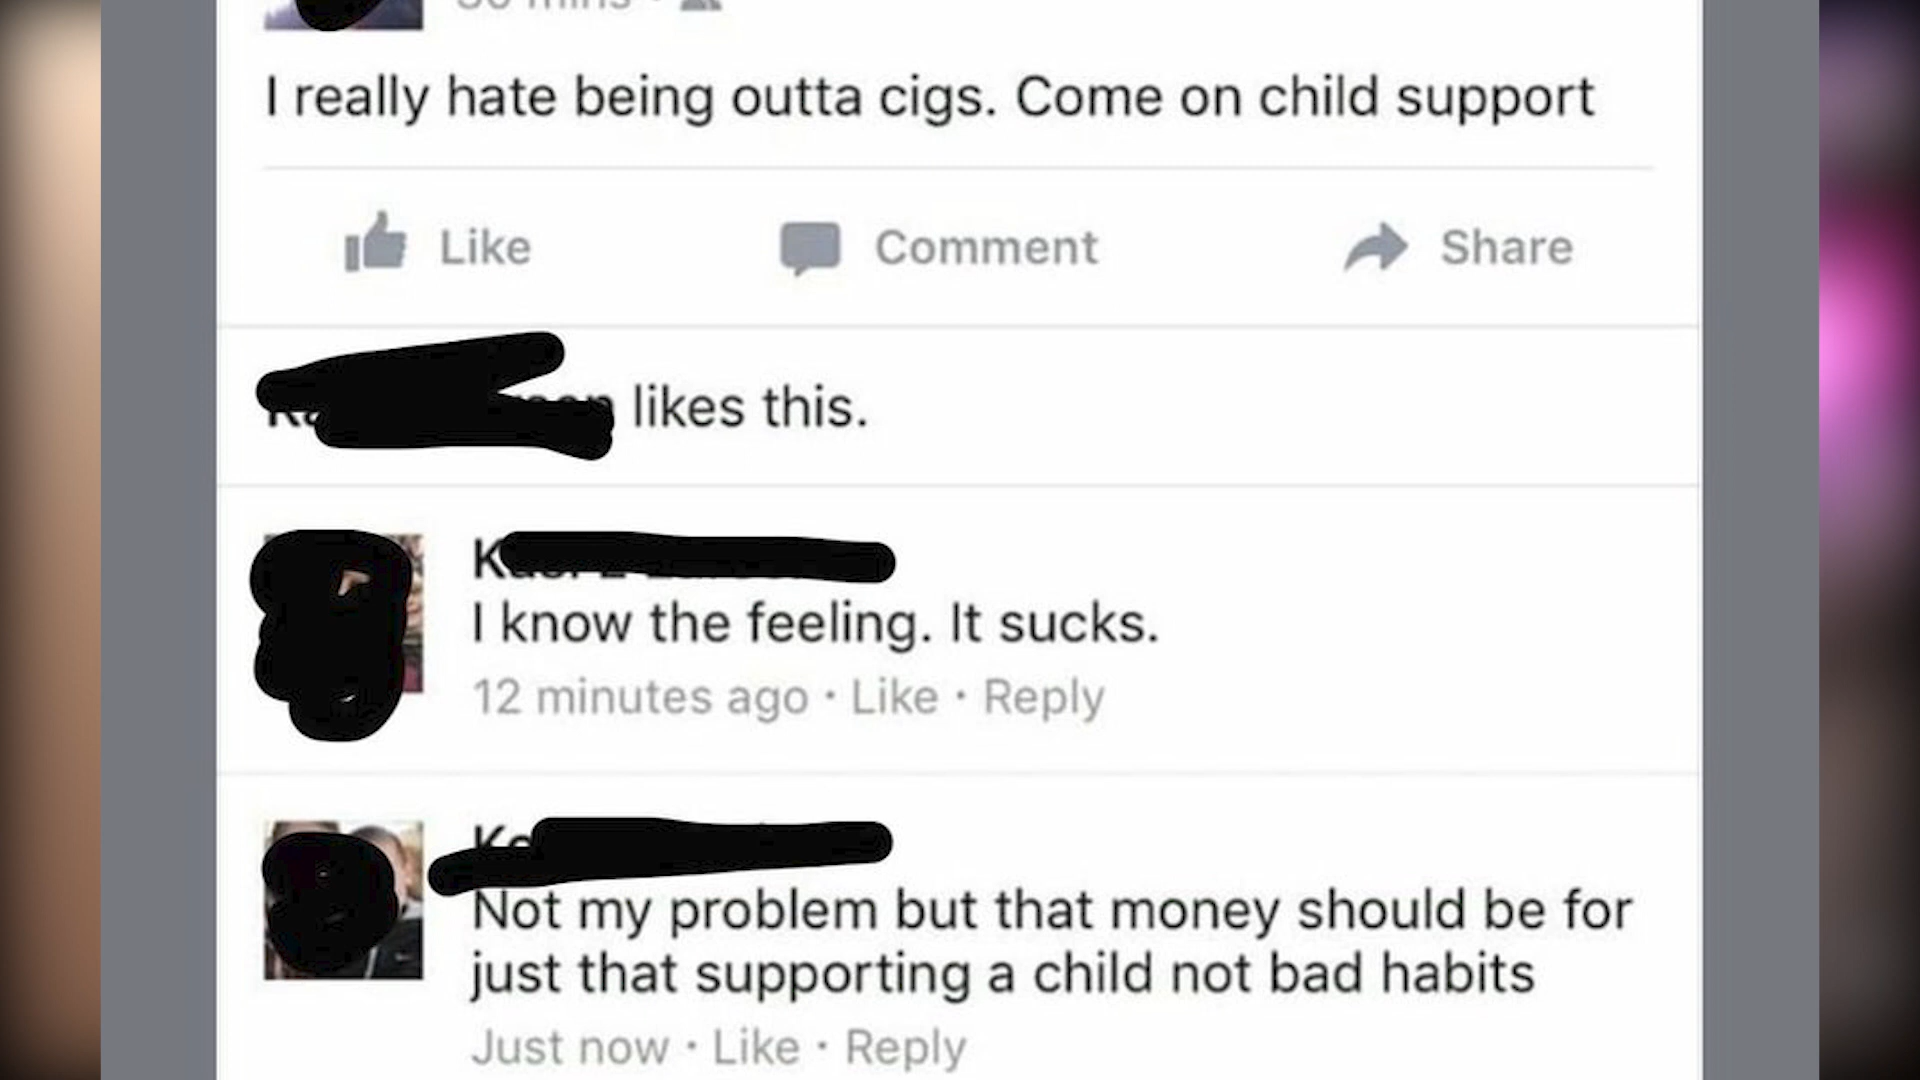 I really hate being outta cigs. Come on child support
Like Comment Share
likes this.
I know the feeling. It sucks.
12 minutes ago · Like · Reply
Not my problem but that money should be for
just that supporting a child not bad habits
Just now · Like · Reply